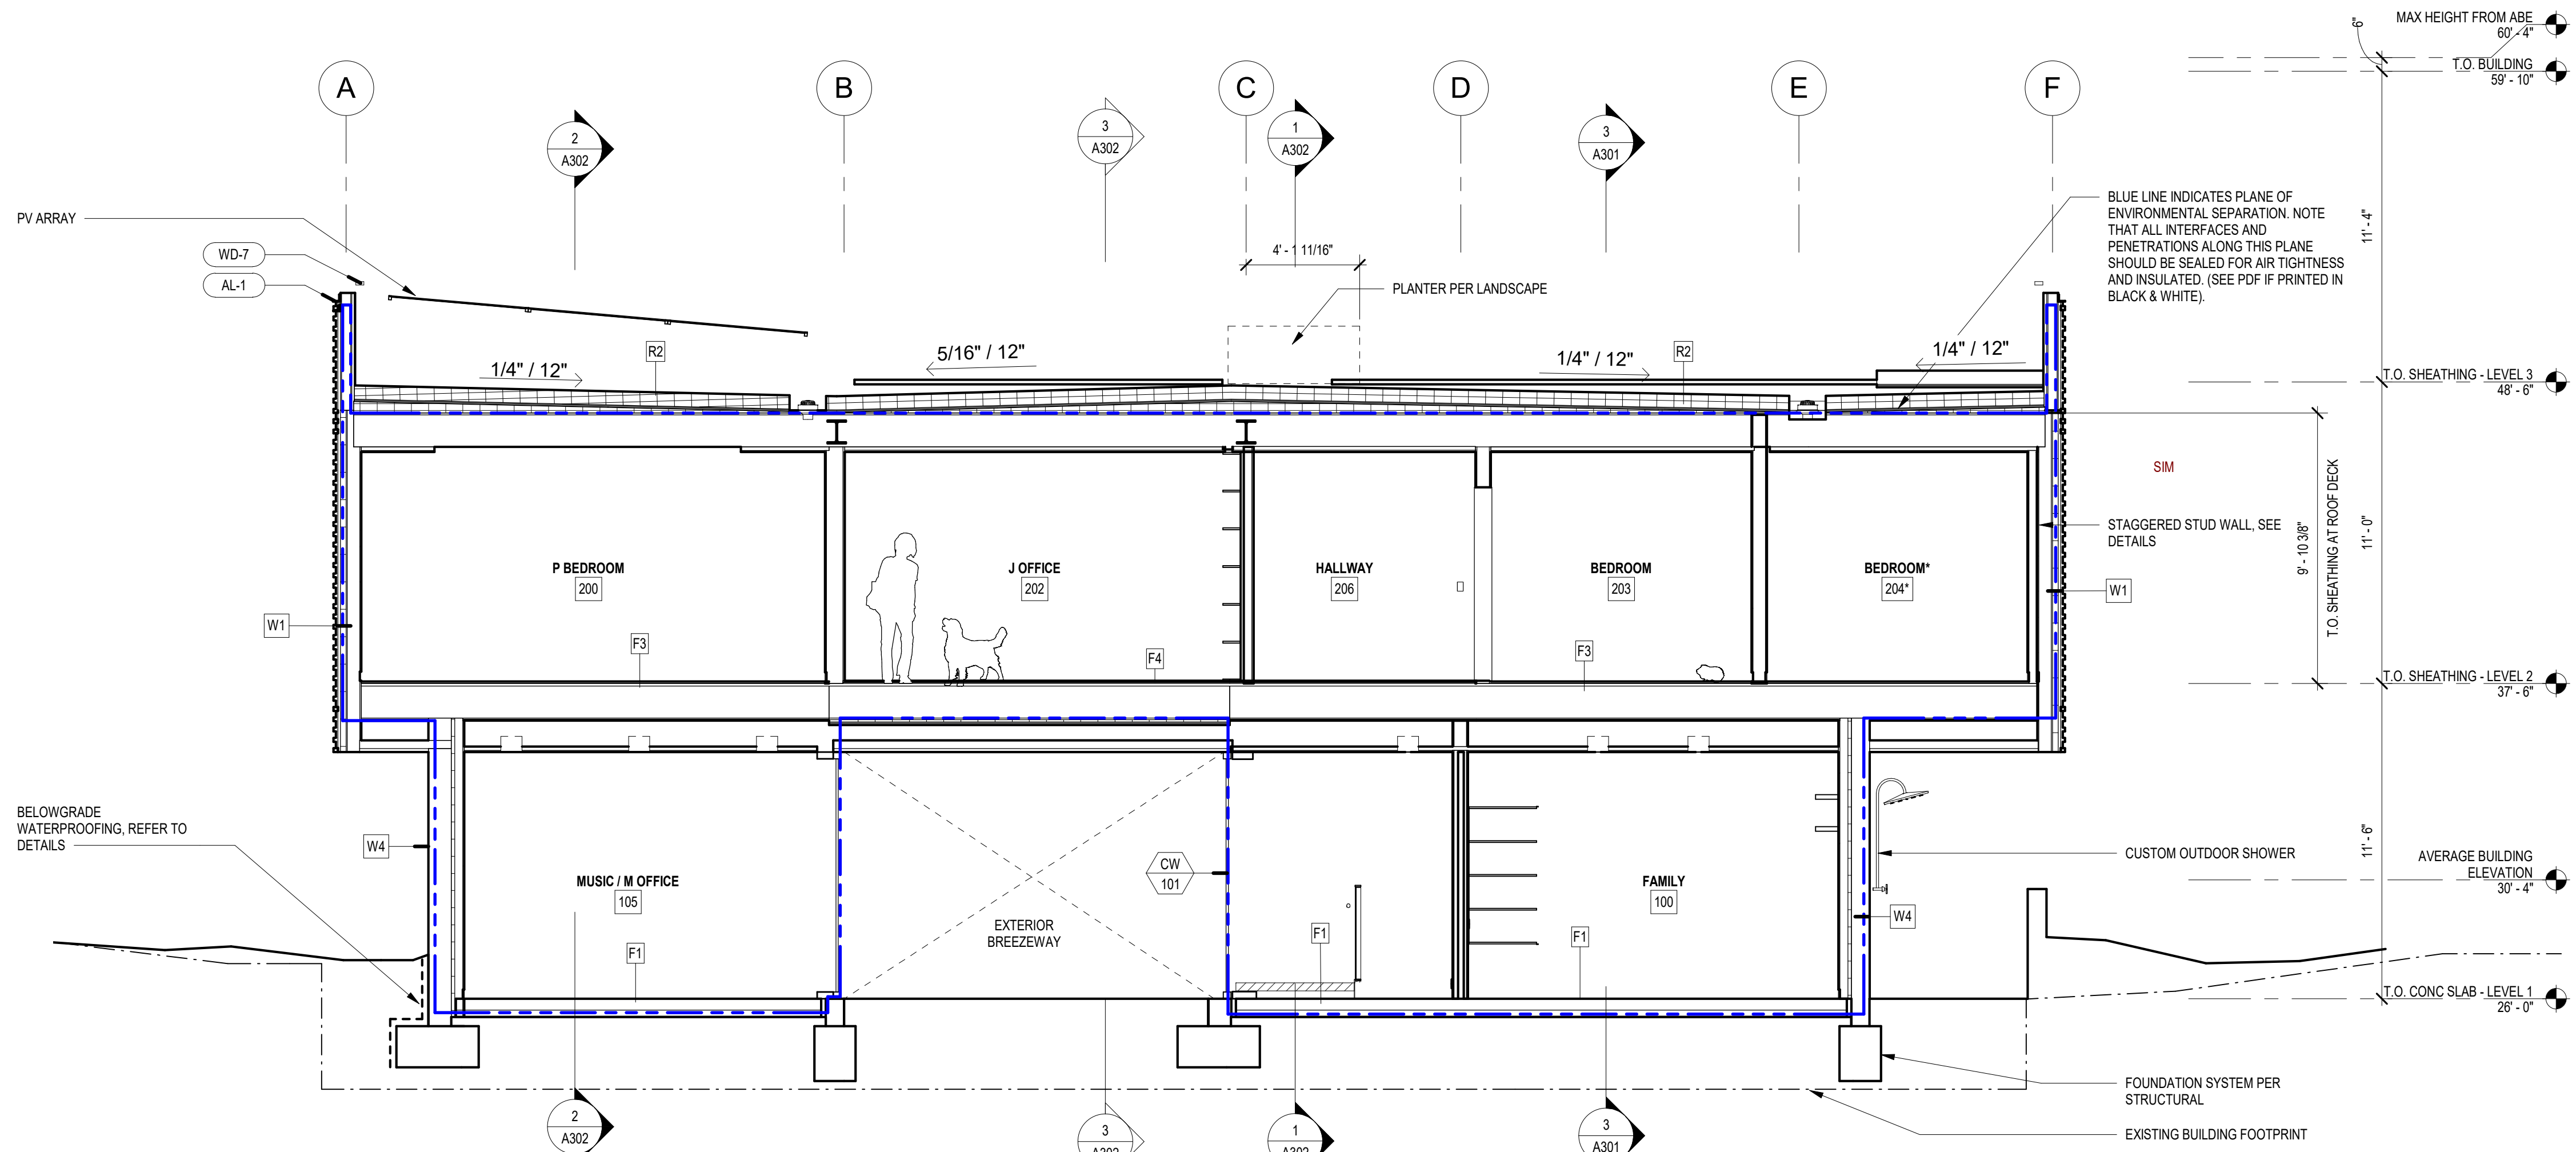 MAX HEIGHT FROM ABE
60' - 4"
6"
T.O. BUILDING
59' - 10"
A
B
C
D
E
F
2
A302
3
A302
1
A302
3
A301
PV ARRAY
WD-7
AL-1
4' - 1 11/16"
PLANTER PER LANDSCAPE
BLUE LINE INDICATES PLANE OF
ENVIRONMENTAL SEPARATION. NOTE
THAT ALL INTERFACES AND
PENETRATIONS ALONG THIS PLANE
SHOULD BE SEALED FOR AIR TIGHTNESS
AND INSULATED. (SEE PDF IF PRINTED IN
BLACK & WHITE).
11' - 4"
1/4" / 12"
R2
5/16" / 12"
1/4" / 12"
R2
1/4" / 12"
T.O. SHEATHING - LEVEL 3
48' - 6"
SIM
STAGGERED STUD WALL, SEE
DETAILS
9' - 10 3/8"
T.O. SHEATHING AT ROOF DECK
11' - 0"
P BEDROOM
200
J OFFICE
202
HALLWAY
206
BEDROOM
203
BEDROOM*
204*
W1
W1
F3
F4
F3
T.O. SHEATHING - LEVEL 2
37' - 6"
BELOWGRADE
WATERPROOFING, REFER TO
DETAILS
W4
CW
101
CUSTOM OUTDOOR SHOWER
11' - 6"
AVERAGE BUILDING
ELEVATION
30' - 4"
MUSIC / M OFFICE
105
EXTERIOR
BREEZEWAY
FAMILY
100
W4
F1
F1
F1
T.O. CONC SLAB - LEVEL 1
26' - 0"
FOUNDATION SYSTEM PER
STRUCTURAL
EXISTING BUILDING FOOTPRINT
2
A302
3
A302
1
A302
3
A301